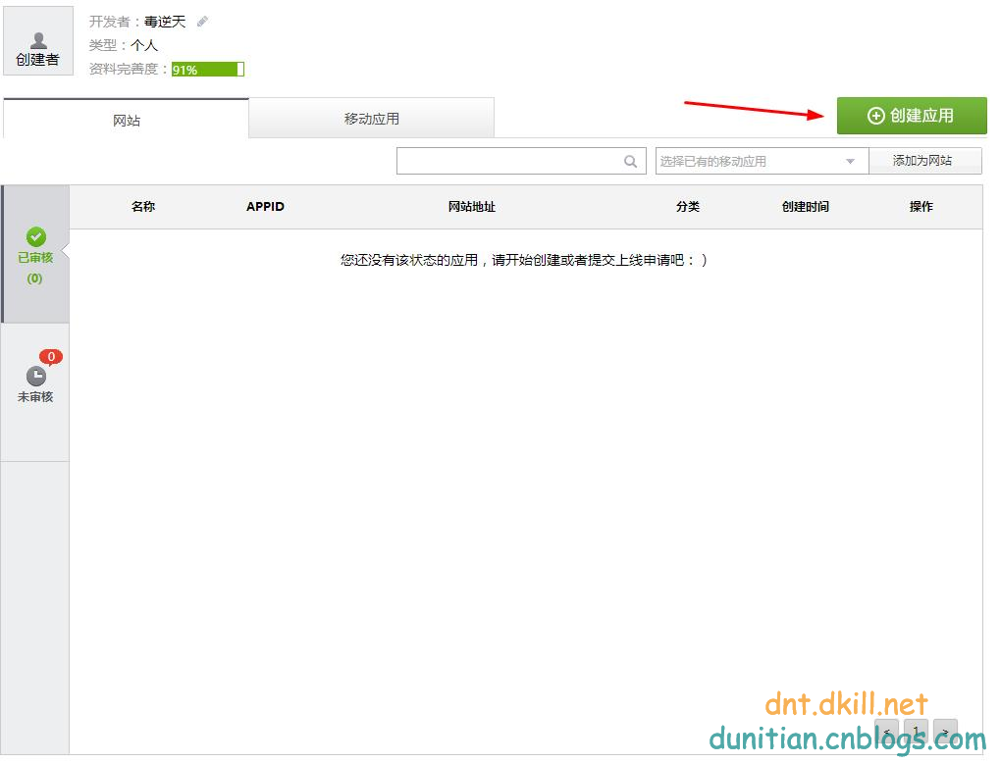 开发者：毒逆天
类型：个人
创建者
资料完善度：91%
网站
移动应用
创建应用
选择已有的移动应用
添加为网站
名称 APPID 网站地址 分类 创建时间 操作
已审核
(0)
您还没有该状态的应用，请开始创建或者提交上线申请吧：）
0
未审核
dnt.dkill.net
< 1 >
dunitian.cnblogs.com